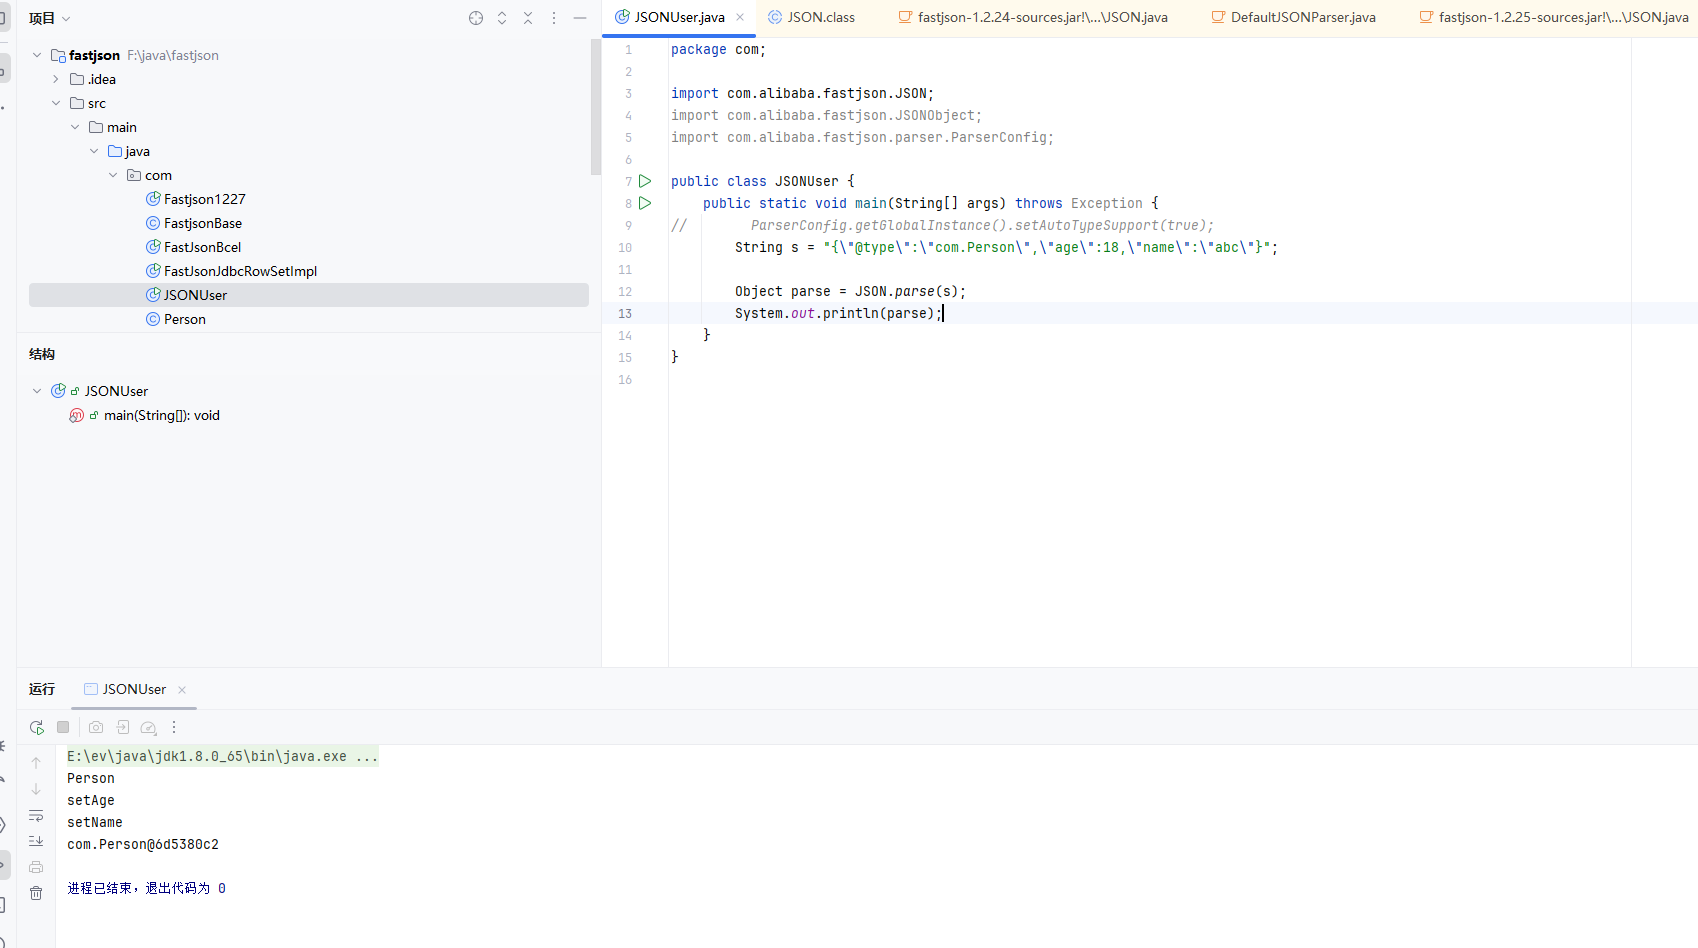 项目
fastjson F:\java\fastjson
.idea
src
main
java
com
Fastjson1227
FastjsonBase
FastJsonBcel
FastJsonJdbcRowSetImpl
JSONUser
Person
结构
JSONUser
main(String[]): void
JSONUser.java JSON.class fastjson-1.2.24-sources.jar!\...\JSON.java DefaultJSONParser.java fastjson-1.2.25-sources.jar!\...\JSON.java
1 package com;
2
3 import com.alibaba.fastjson.JSON;
4 import com.alibaba.fastjson.JSONObject;
5 import com.alibaba.fastjson.parser.ParserConfig;
6
7 public class JSONUser {
8 public static void main(String[] args) throws Exception {
9 // ParserConfig.getGlobalInstance().setAutoTypeSupport(true);
10 String s = "{\"@type\":\"com.Person\",\"age\":18,\"name\":\"abc\"}";
11
12 Object parse = JSON.parse(s);
13 System.out.println(parse);
14 }
15 }
16
运行 JSONUser
E:\ev\java\jdk1.8.0_65\bin\java.exe ...
Person
setAge
setName
com.Person@6d5380c2
进程已结束，退出代码为 0